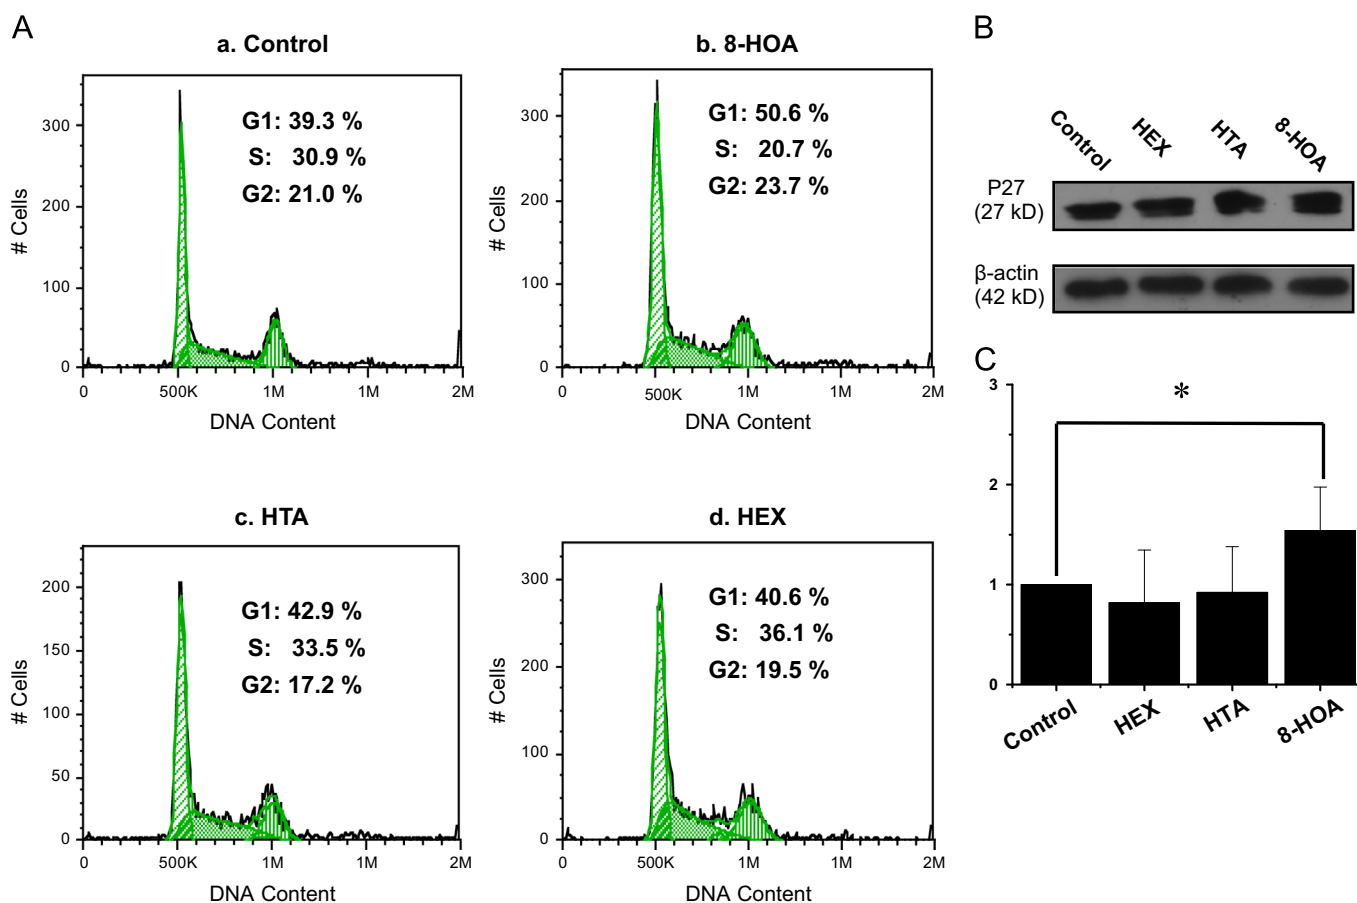 A
a. Control
G1: 39.3 %
S: 30.9 %
G2: 21.0 %
# Cells
300
200
100
0
0 500K 1M 1M 2M
DNA Content
b. 8-HOA
G1: 50.6 %
S: 20.7 %
G2: 23.7 %
# Cells
300
200
100
0
0 500K 1M 1M 2M
DNA Content
c. HTA
G1: 42.9 %
S: 33.5 %
G2: 17.2 %
# Cells
200
150
100
50
0
0 500K 1M 1M 2M
DNA Content
d. HEX
G1: 40.6 %
S: 36.1 %
G2: 19.5 %
# Cells
300
200
100
0
0 500K 1M 1M 2M
DNA Content
B
Control HEX HTA 8-HOA
P27
(27 kD)
β-actin
(42 kD)
C
3
2
1
0
*
Control HEX HTA 8-HOA